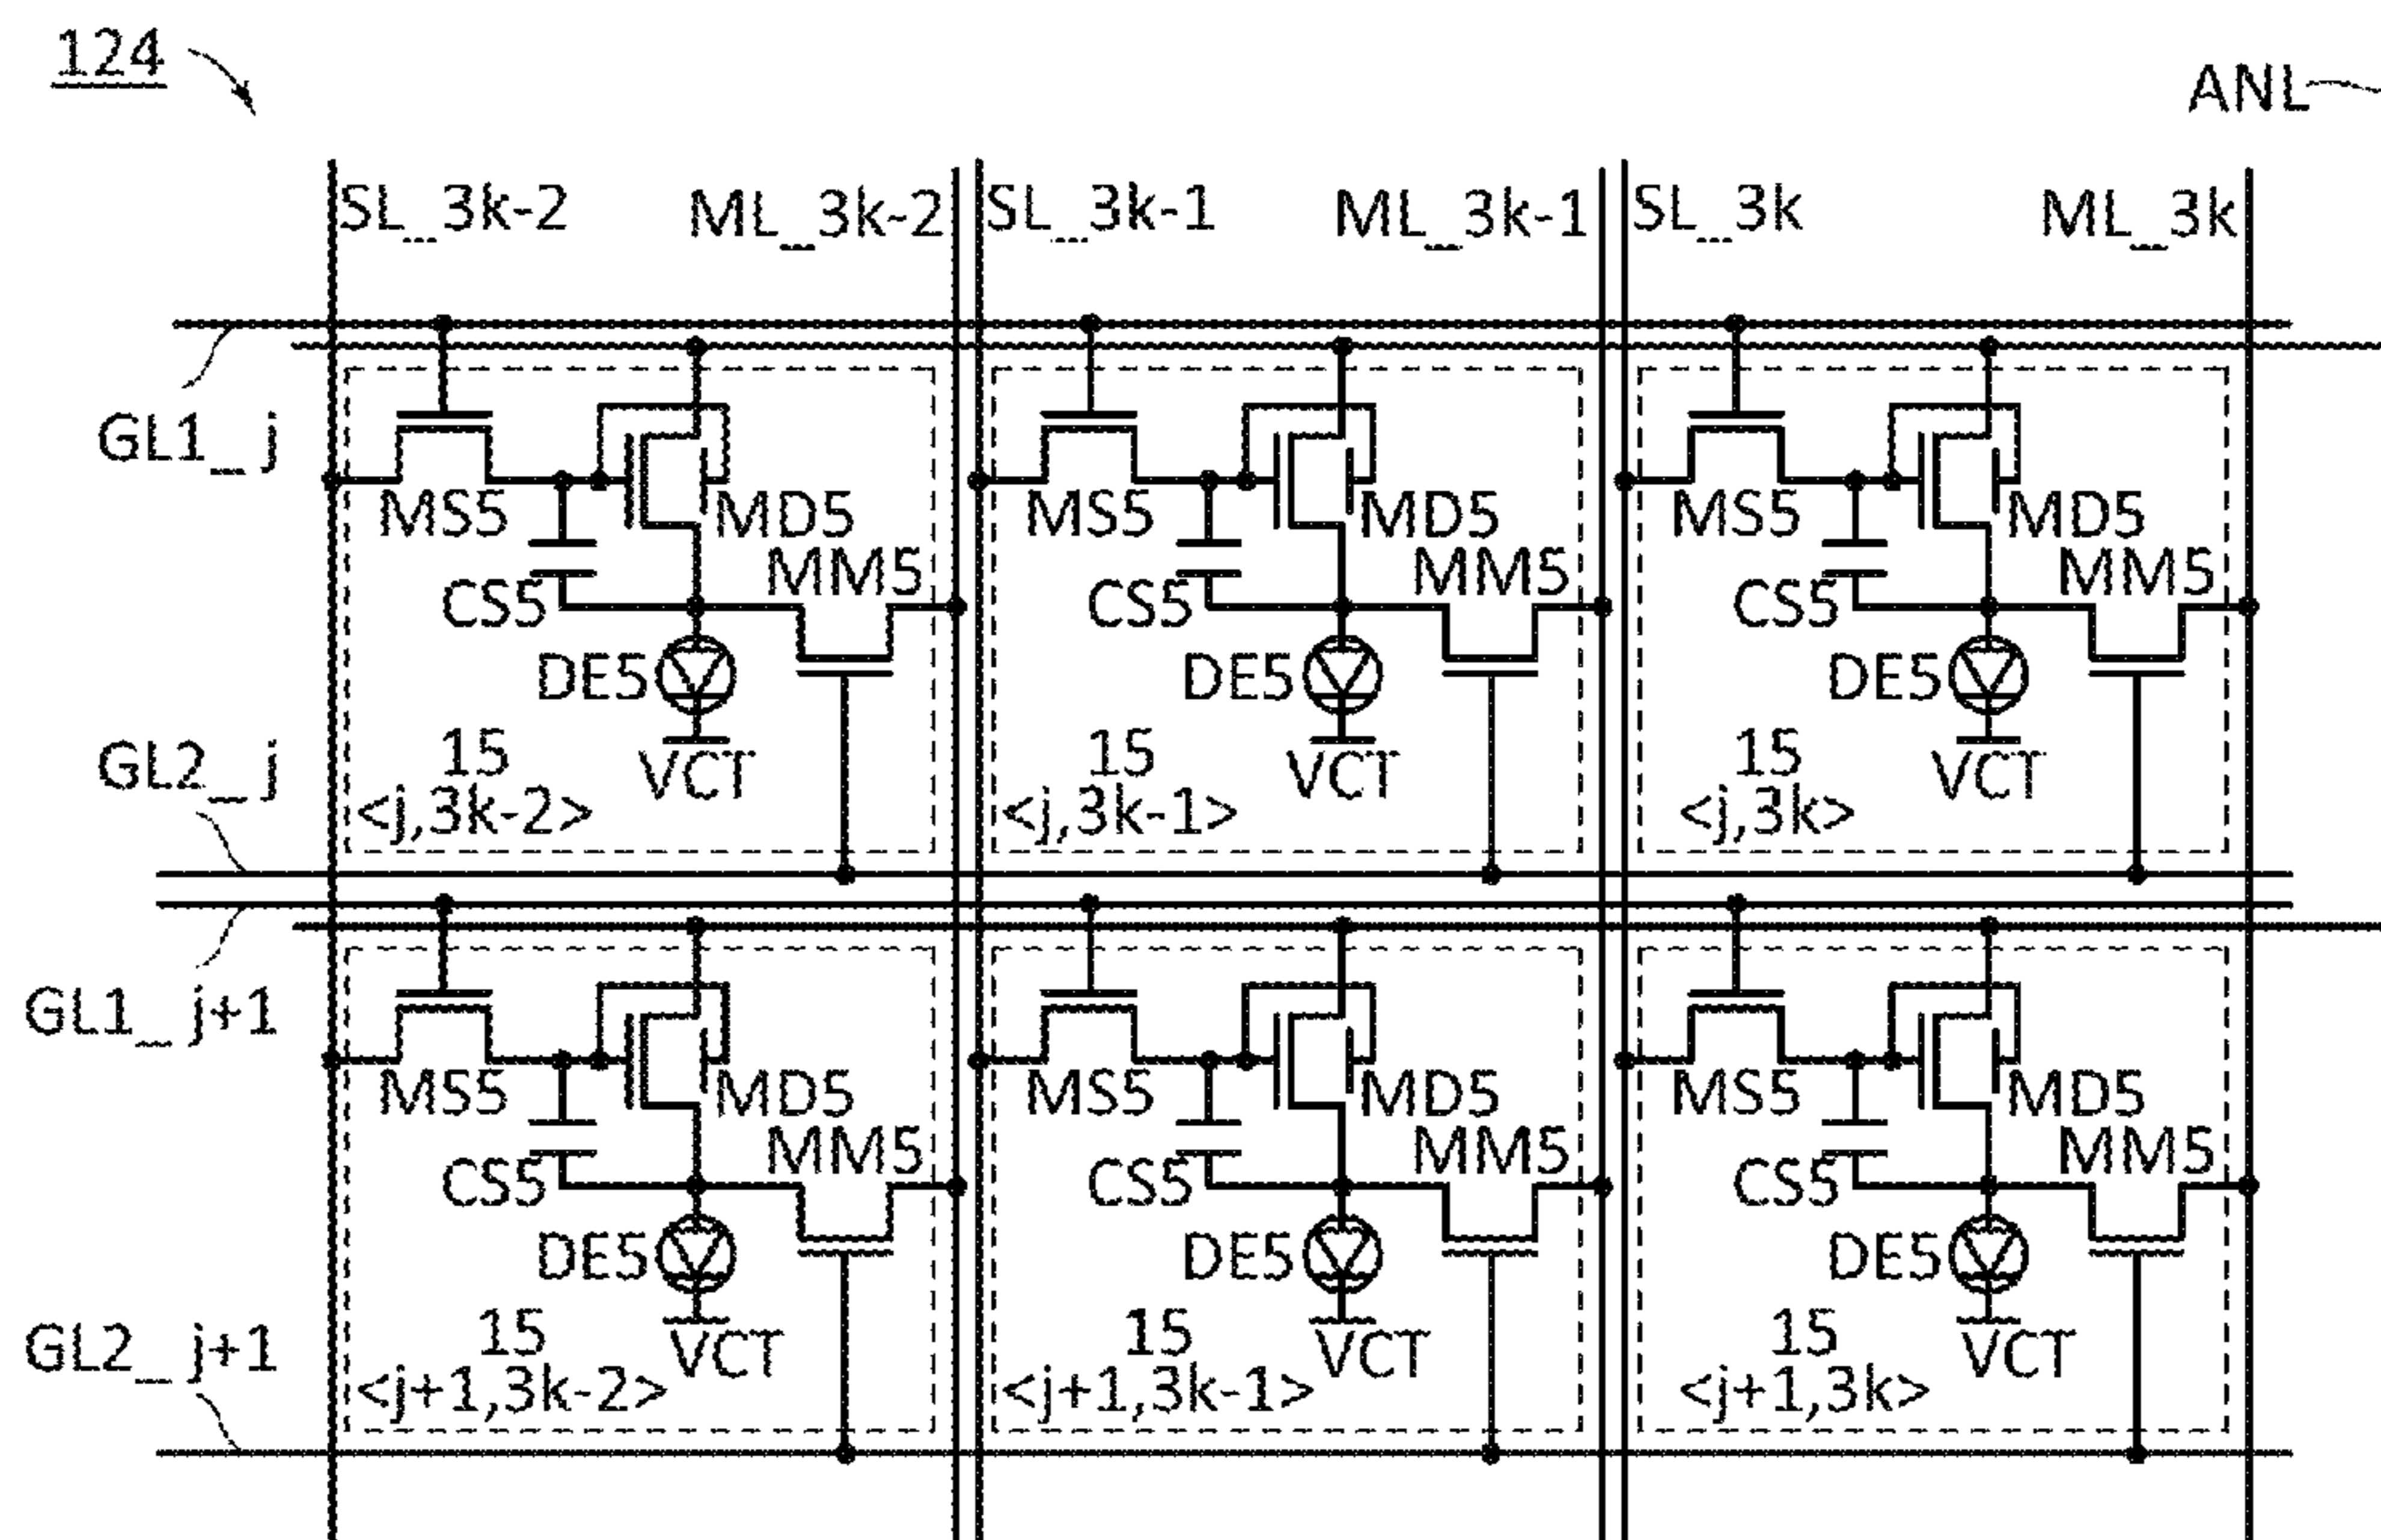 124
ANL
SL_3k-2 ML_3k-2 SL_3k-1 ML_3k-1 SL_3k ML_3k
GL1_j
MS5 MD5 MS5 MD5 MS5 MD5
MM5 MM5 MM5
CS5 CS5 CS5
DE5 DE5 DE5
GL2_j
15 VCT 15 VCT 15 VCT
<j,3k-2> <j,3k-1> <j,3k>
GL1_j+1
MS5 MD5 MS5 MD5 MS5 MD5
MM5 MM5 MM5
CS5 CS5 CS5
DE5 DE5 DE5
GL2_j+1
15 VCT 15 VCT 15 VCT
<j+1,3k-2> <j+1,3k-1> <j+1,3k>